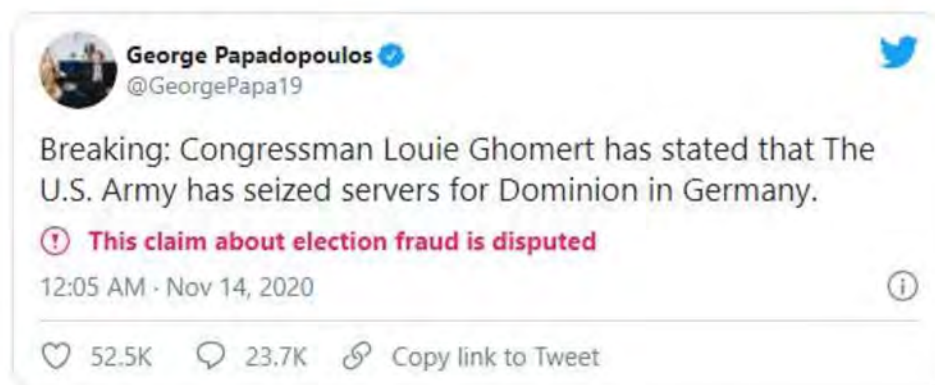 George Papadopoulos
@GeorgePapa19
Breaking: Congressman Louie Ghomert has stated that The
U.S. Army has seized servers for Dominion in Germany.
This claim about election fraud is disputed
12:05 AM · Nov 14, 2020
52.5K 23.7K Copy link to Tweet